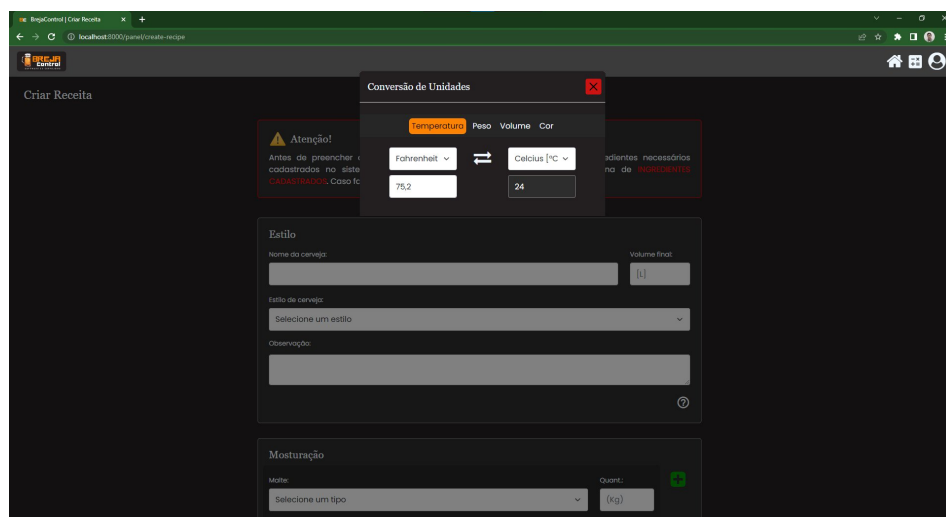 BrejaControl | Criar Receita
localhost:8000/panel/create-recipe
BREJA
Control
Criar Receita
Conversão de Unidades
Temperatura Peso Volume Cor
Fahrenheit
Celcius [ºC
75,2
24
Atenção!
Antes de preencher
edientes necessários
cadastrados no siste
na de INGREDIENTES
CADASTRADOS. Caso fa
Estilo
Nome da cerveja:
Volume final:
[L]
Estilo de cerveja:
Selecione um estilo
Observação:
Mosturação
Malte:
Quant.:
Selecione um tipo
(Kg)